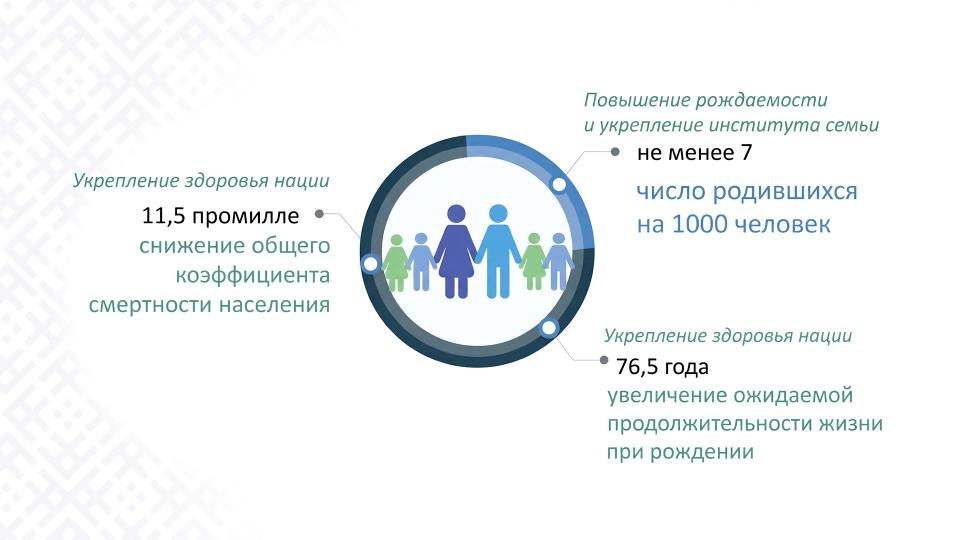 Повышение рождаемости
и укрепление института семьи
не менее 7
число родившихся
на 1000 человек
Укрепление здоровья нации
11,5 промилле
снижение общего
коэффициента
смертности населения
Укрепление здоровья нации
76,5 года
увеличение ожидаемой
продолжительности жизни
при рождении